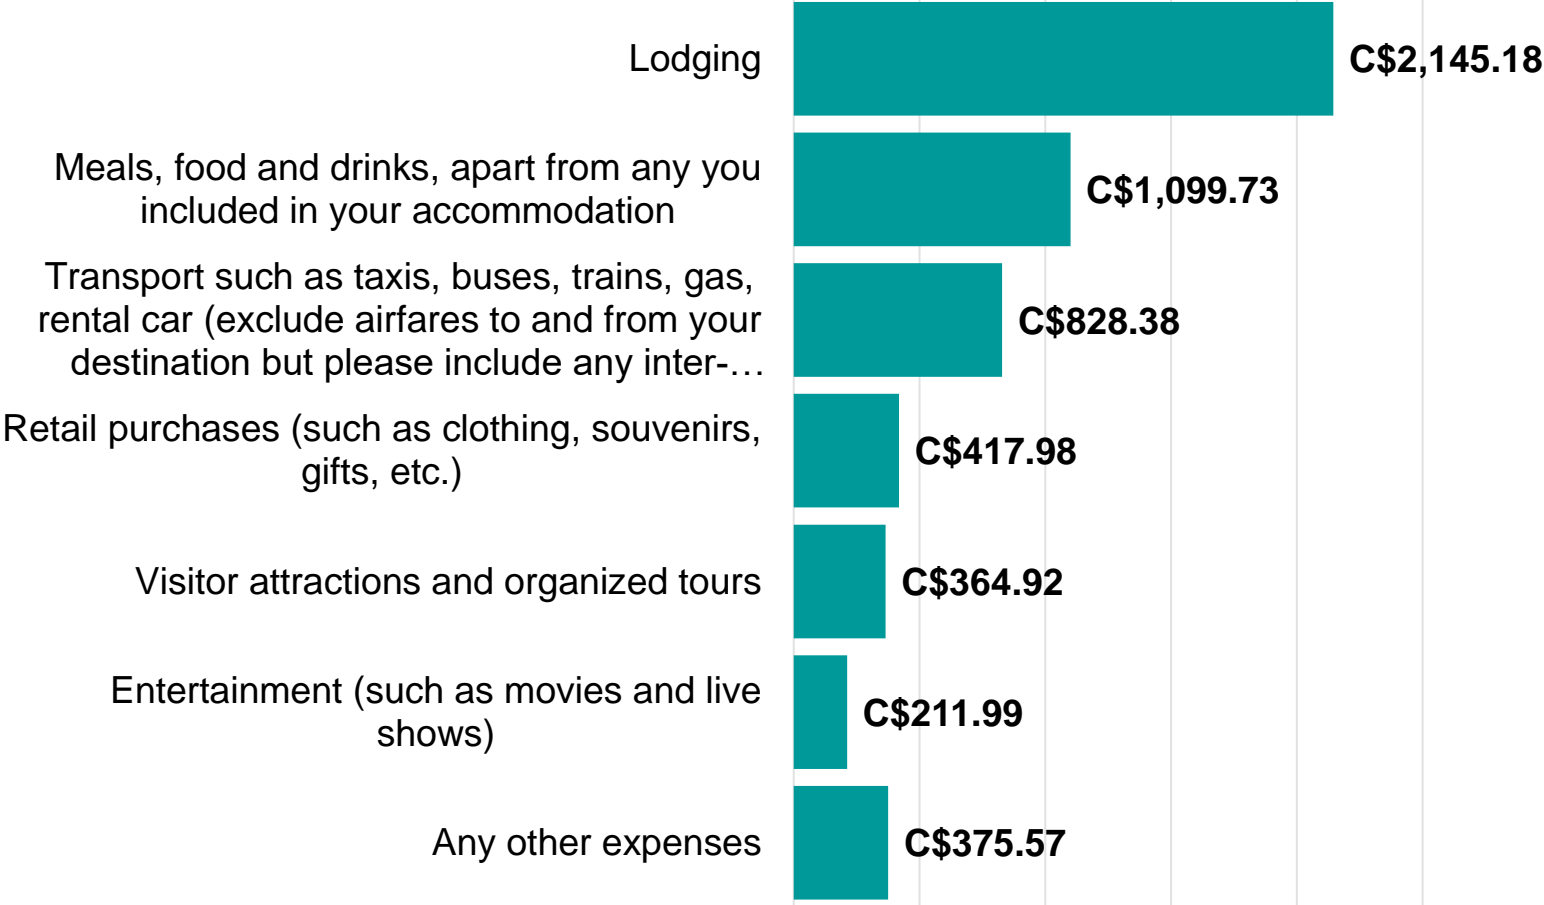 Lodging
C$2,145.18
Meals, food and drinks, apart from any you
included in your accommodation
C$1,099.73
Transport such as taxis, buses, trains, gas,
rental car (exclude airfares to and from your
destination but please include any inter-…
C$828.38
Retail purchases (such as clothing, souvenirs,
gifts, etc.)
C$417.98
Visitor attractions and organized tours
C$364.92
Entertainment (such as movies and live
shows)
C$211.99
Any other expenses
C$375.57